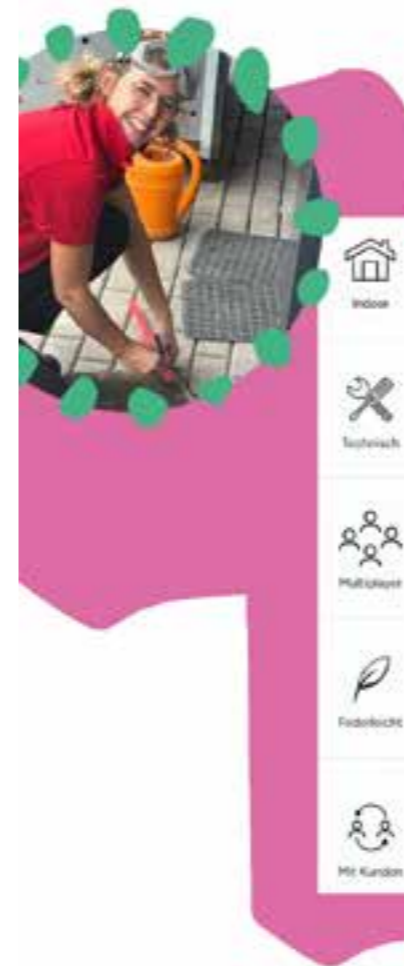 Indoor
Technisch
Multiplayer
Federleicht
Mit Kunden